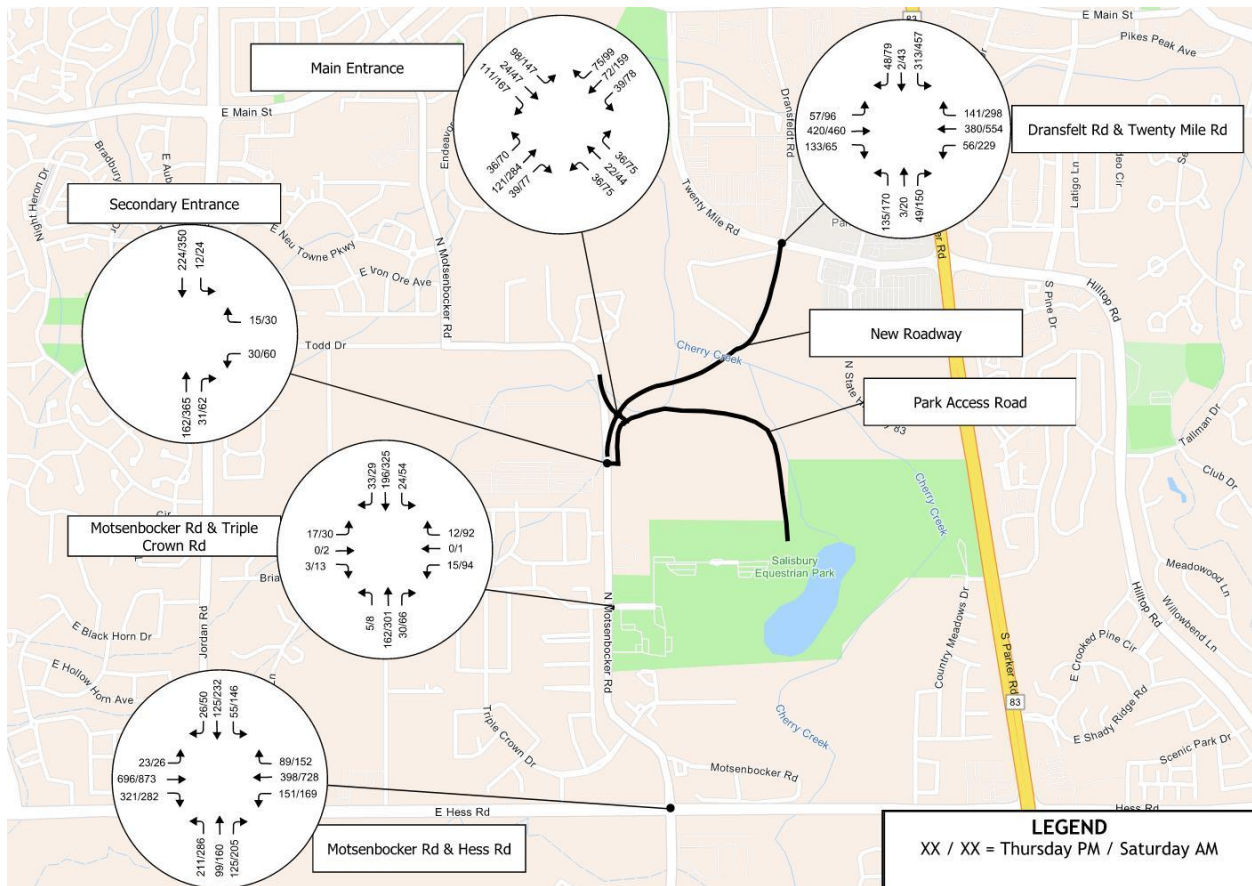 83
E Main St
Pikes Peak Ave
Main Entrance
98/147
24/47
111/167
75/99
72/159
39/78
36/70
121/284
39/77
36/75
22/44
36/75
48/79
2/43
313/457
57/96
420/460
133/65
141/298
380/554
56/229
135/170
3/20
49/150
Dransfelt Rd & Twenty Mile Rd
E Main St
Dransfeldt Rd
Latigo Ln
Night Heron Dr
Secondary Entrance
224/350
12/24
15/30
30/60
162/365
31/62
E Neu Towne Pkwy
E Iron Ore Ave
N Motsenbocker Rd
Twenty Mile Rd
Hilltop Rd
S Pine Dr
Todd Dr
Cherry Creek
New Roadway
Park Access Road
Tallman Dr
Club Dr
Cherry Creek
33/29
196/325
24/54
17/30
0/2
3/13
12/92
0/1
15/94
5/8
162/301
30/66
Motsenbocker Rd & Triple
Crown Rd
Salisbury
Equestrian Park
Meadowood Ln
Willowbend Ln
N Motsenbocker Rd
Country Meadows Dr
S Parker Rd
Hilltop Rd
E Crooked Pine Cir
E Black Horn Dr
Jordan Rd
E Hollow Horn Ave
83
E Shady Ridge Rd
Scenic Park Dr
26/50
125/232
55/146
23/26
696/873
321/282
89/152
398/728
151/169
211/286
99/160
125/205
Triple Crown Dr
Cherry Creek
Motsenbocker Rd
E Hess Rd
Hess Rd
Motsenbocker Rd & Hess Rd
LEGEND
XX / XX = Thursday PM / Saturday AM